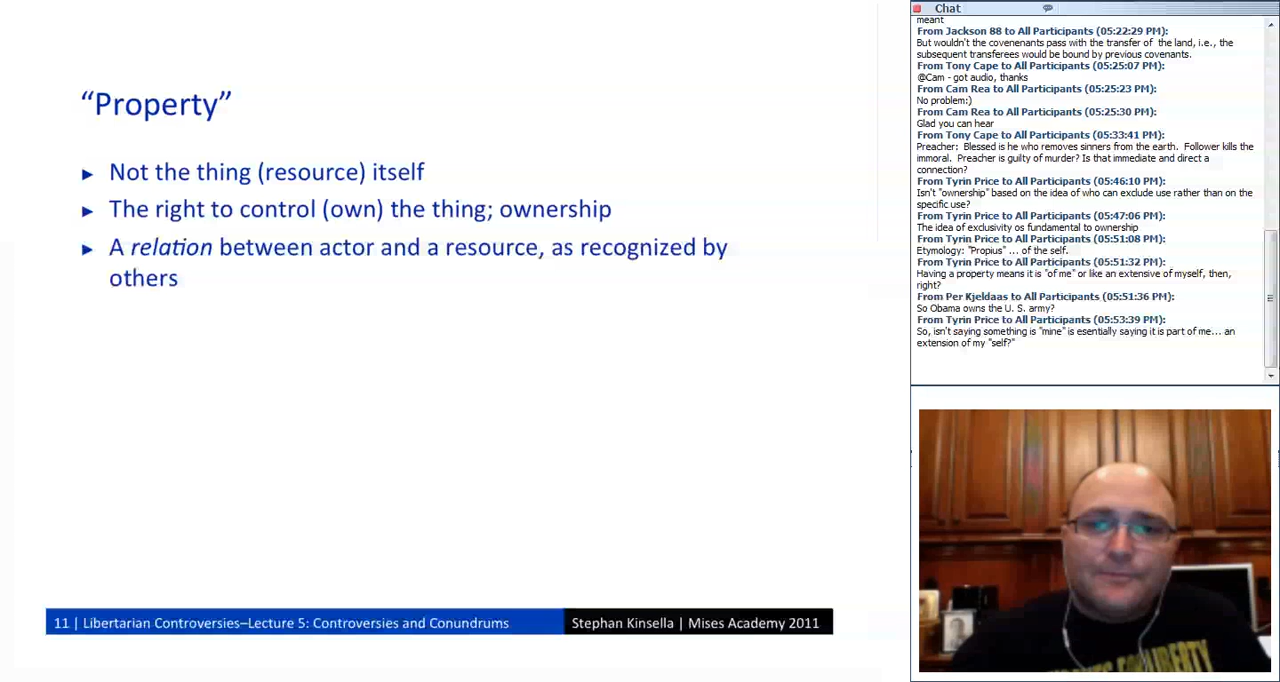 “Property”
► Not the thing (resource) itself
► The right to control (own) the thing; ownership
► A relation between actor and a resource, as recognized by
others
11 | Libertarian Controversies–Lecture 5: Controversies and Conundrums
Stephan Kinsella | Mises Academy 2011
Chat
meant
From Jackson 88 to All Participants (05:22:29 PM):
But wouldn't the covenenants pass with the transfer of the land, i.e., the
subsequent transferees would be bound by previous covenants.
From Tony Cape to All Participants (05:25:07 PM):
@Cam - got audio, thanks
From Cam Rea to All Participants (05:25:23 PM):
No problem:)
From Cam Rea to All Participants (05:25:30 PM):
Glad you can hear
From Tony Cape to All Participants (05:33:41 PM):
Preacher: Blessed is he who removes sinners from the earth. Follower kills the
immoral. Preacher is guilty of murder? Is that immediate and direct a
connection?
From Tyrin Price to All Participants (05:46:10 PM):
Isn't "ownership" based on the idea of who can exclude use rather than on the
specific use?
From Tyrin Price to All Participants (05:47:06 PM):
The idea of exclusivity os fundamental to ownership
From Tyrin Price to All Participants (05:51:08 PM):
Etymology: "Propius" ... of the self.
From Tyrin Price to All Participants (05:51:32 PM):
Having a property means it is "of me" or like an extensive of myself, then,
right?
From Per Kjeldaas to All Participants (05:51:36 PM):
So Obama owns the U. S. army?
From Tyrin Price to All Participants (05:53:39 PM):
So, isn't saying something is "mine" is esentially saying it is part of me... an
extension of my "self?"
LIBERTY